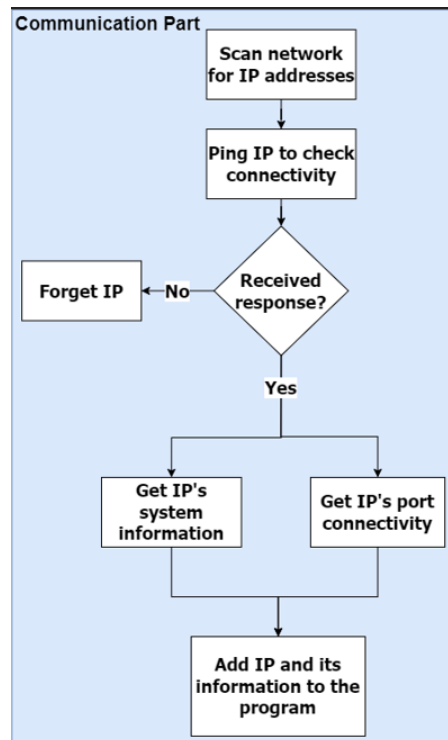 Communication Part
Scan network
for IP addresses
Ping IP to check
connectivity
Received
response?
No
Forget IP
Yes
Get IP's
system
information
Get IP's port
connectivity
Add IP and its
information to the
program